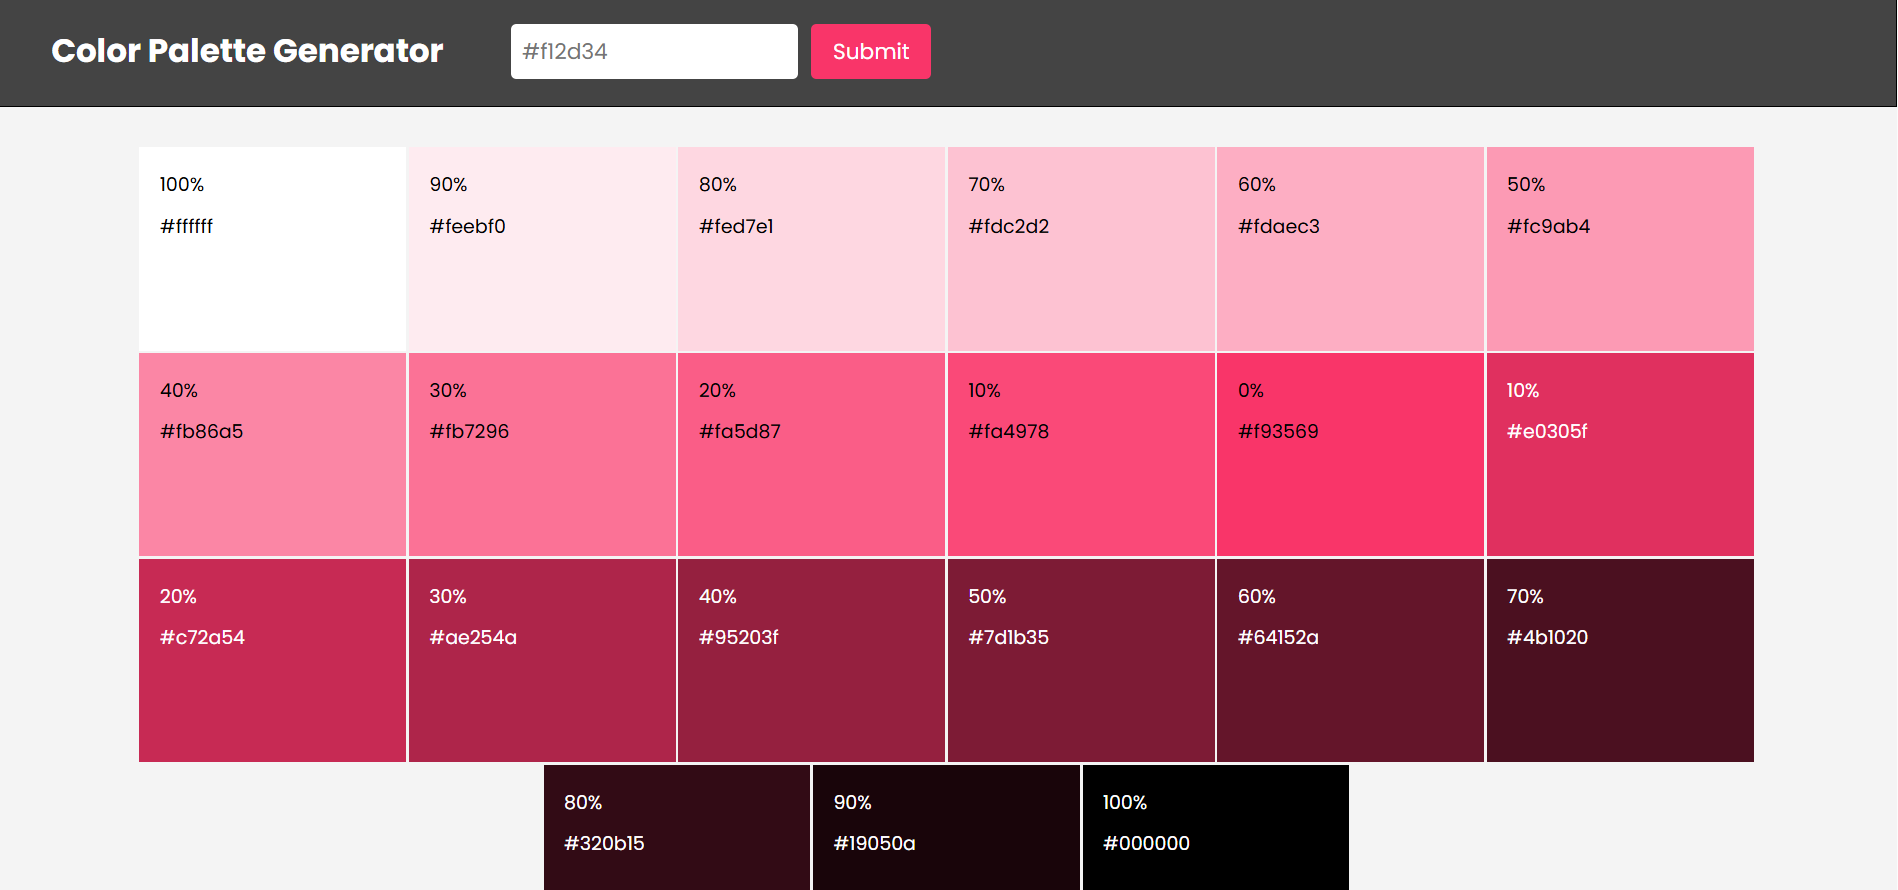 Color Palette Generator
#f12d34
Submit
100%
#ffffff
90%
#feebf0
80%
#fed7e1
70%
#fdc2d2
60%
#fdaec3
50%
#fc9ab4
40%
#fb86a5
30%
#fb7296
20%
#fa5d87
10%
#fa4978
0%
#f93569
10%
#e0305f
20%
#c72a54
30%
#ae254a
40%
#95203f
50%
#7d1b35
60%
#64152a
70%
#4b1020
80%
#320b15
90%
#19050a
100%
#000000